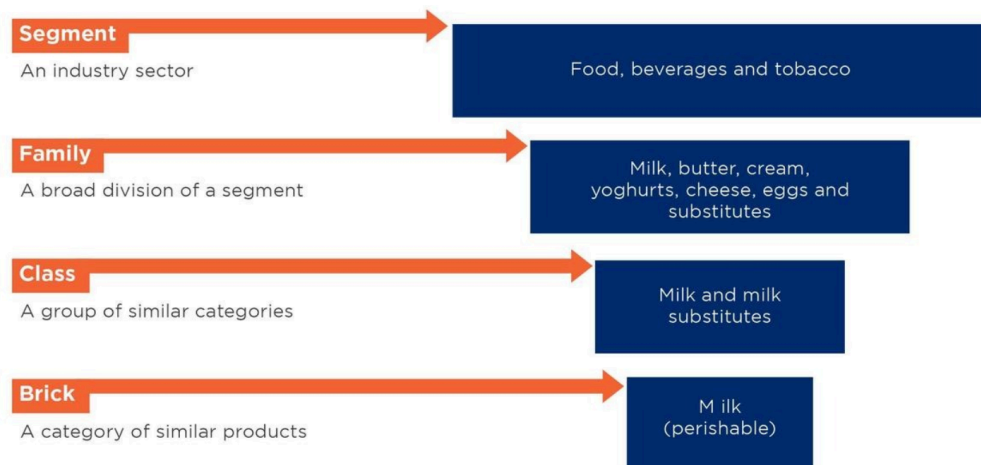 Segment
An industry sector
Food, beverages and tobacco
Family
A broad division of a segment
Milk, butter, cream,
yoghurts, cheese, eggs and
substitutes
Class
A group of similar categories
Milk and milk
substitutes
Brick
A category of similar products
M ilk
(perishable)